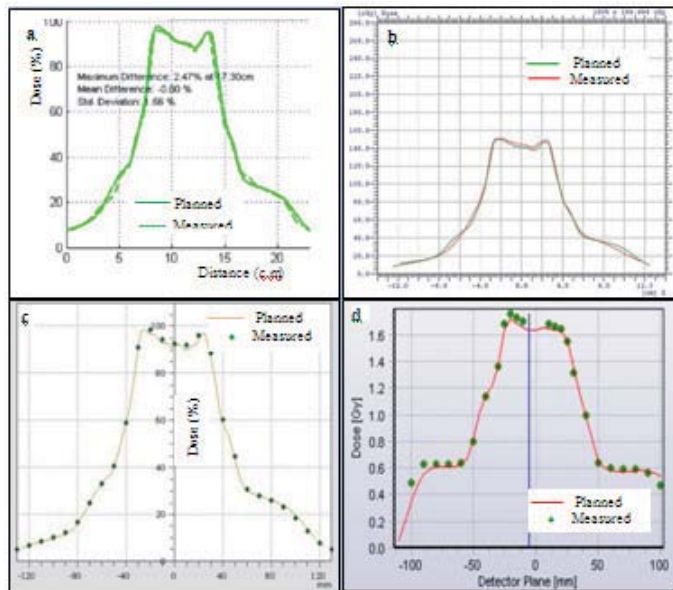 a
100
80
60
40
20
0
Dose (%)
Maximum Difference: 2.47% at 17.30cm
Mean Difference: -0.80 %
Std. Deviation: 1.66 %
Planned
Measured
0 5 10 15 20
Distance (c.m)
b
Planned
Measured
c
Planned
Measured
100
80
60
40
20
0
Dose (%)
-120 -80 -40 0 40 80 120
mm
d
1.6
1.4
1.2
1.0
0.8
0.6
0.4
0.2
0.0
Dose [Gy]
Planned
Measured
-100 -50 0 50 100
Detector Plane [mm]